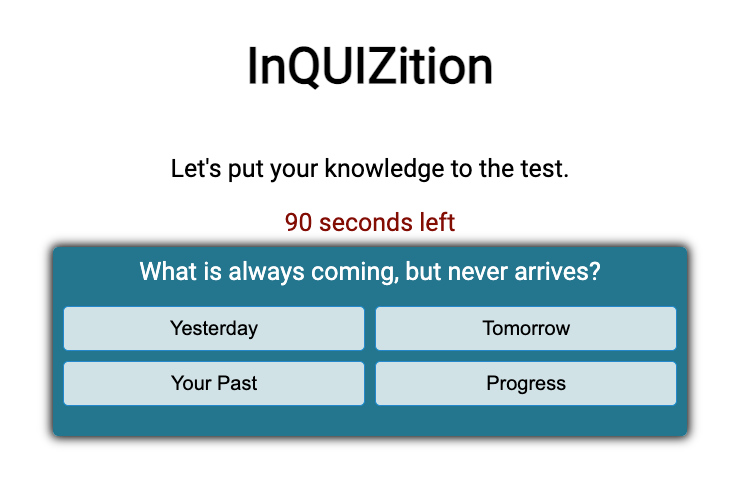 InQUIZition
Let's put your knowledge to the test.
90 seconds left
What is always coming, but never arrives?
Yesterday
Tomorrow
Your Past
Progress